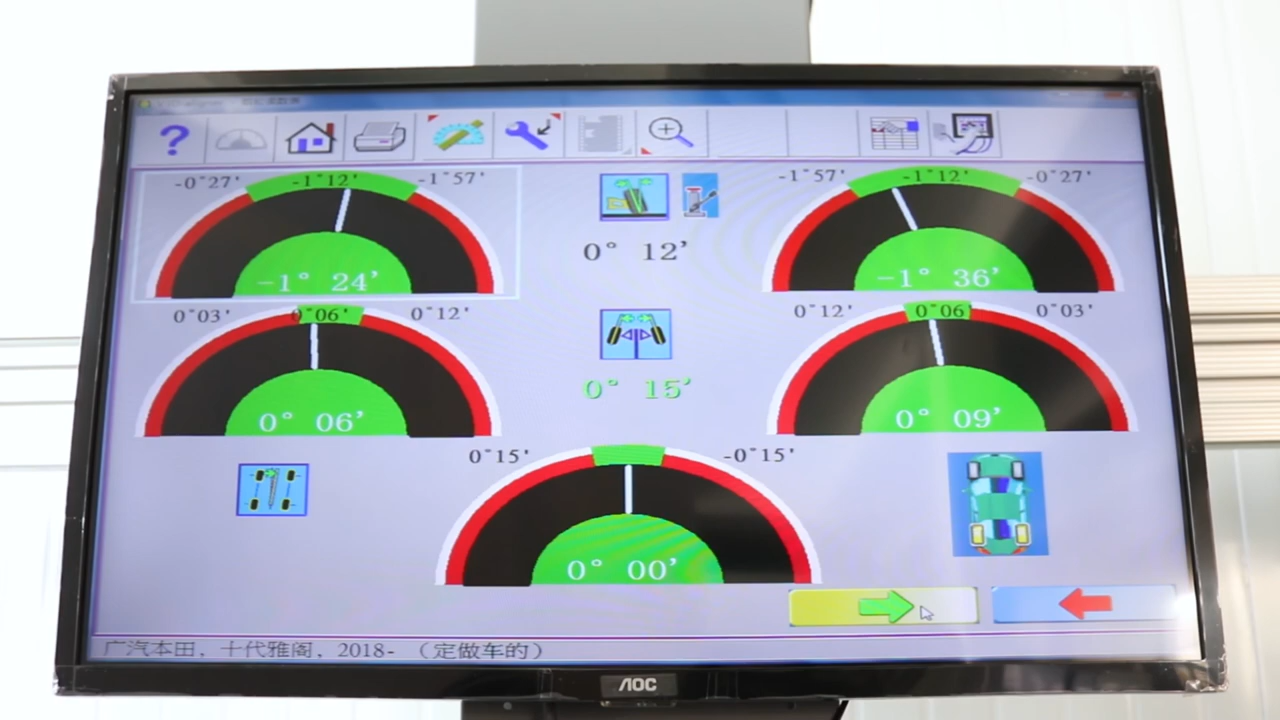 ?
-0°27' -1°12' -1°57' -1°57' -1°12' -0°27'
-1° 24' 0° 12' -1° 36'
0°03' 0°06' 0°12' 0°12' 0°06 0°03'
0° 06' 0° 15' 0° 09'
0°15' -0°15'
0° 00'
广汽本田, 十代雅阁, 2018- (定做车的)
AOC